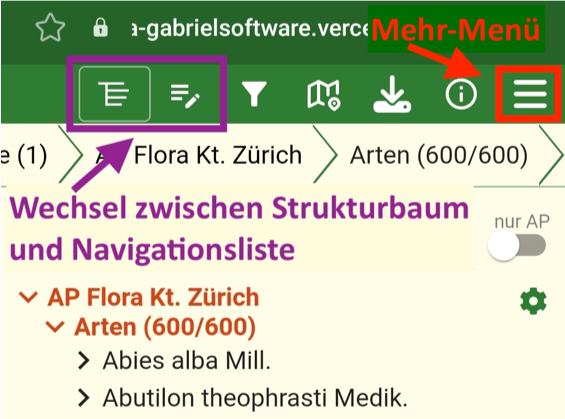 a-gabrielsoftware.verce
Mehr-Menü
e (1)
AP Flora Kt. Zürich
Arten (600/600)
Wechsel zwischen Strukturbaum
und Navigationsliste
nur AP
AP Flora Kt. Zürich
Arten (600/600)
Abies alba Mill.
Abutilon theophrasti Medik.